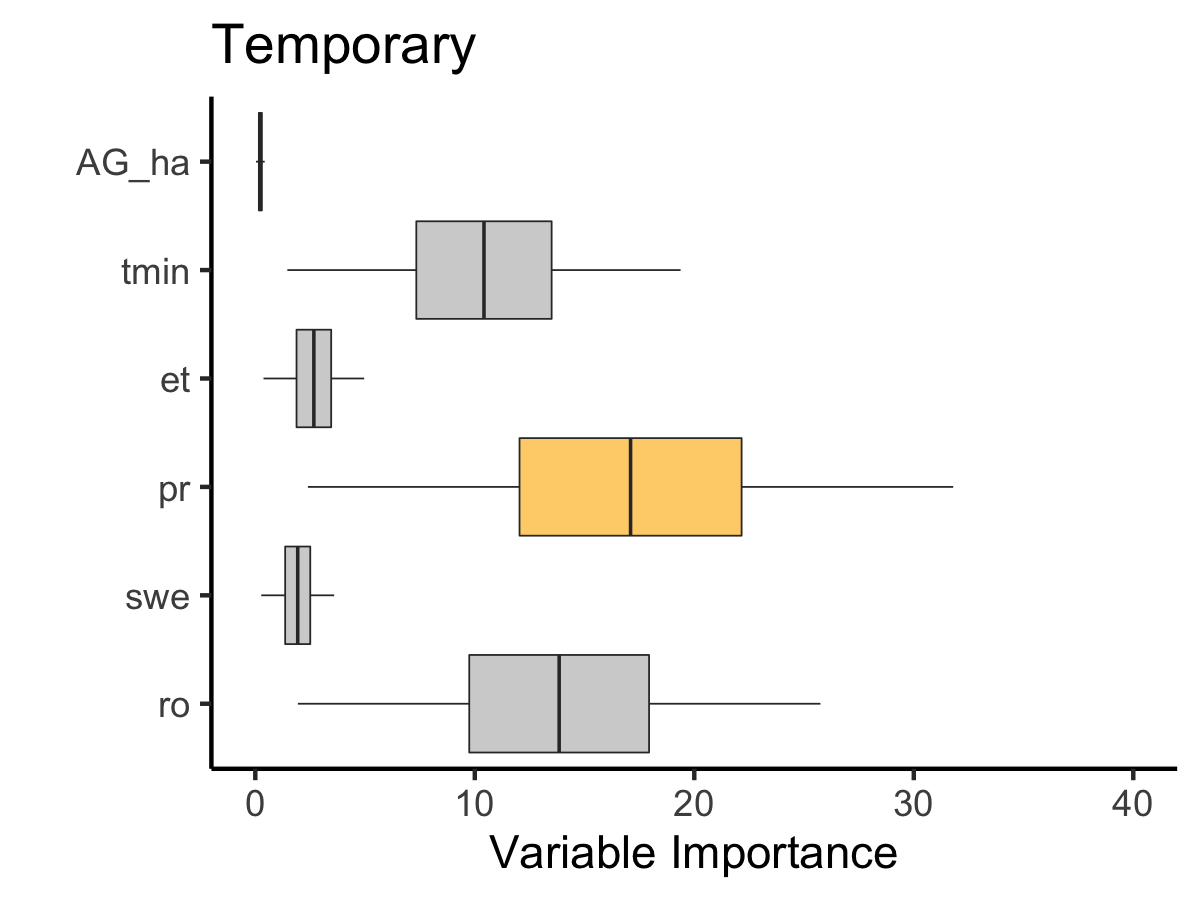 Temporary
AG_ha
tmin
et
pr
swe
ro
0 10 20 30 40
Variable Importance